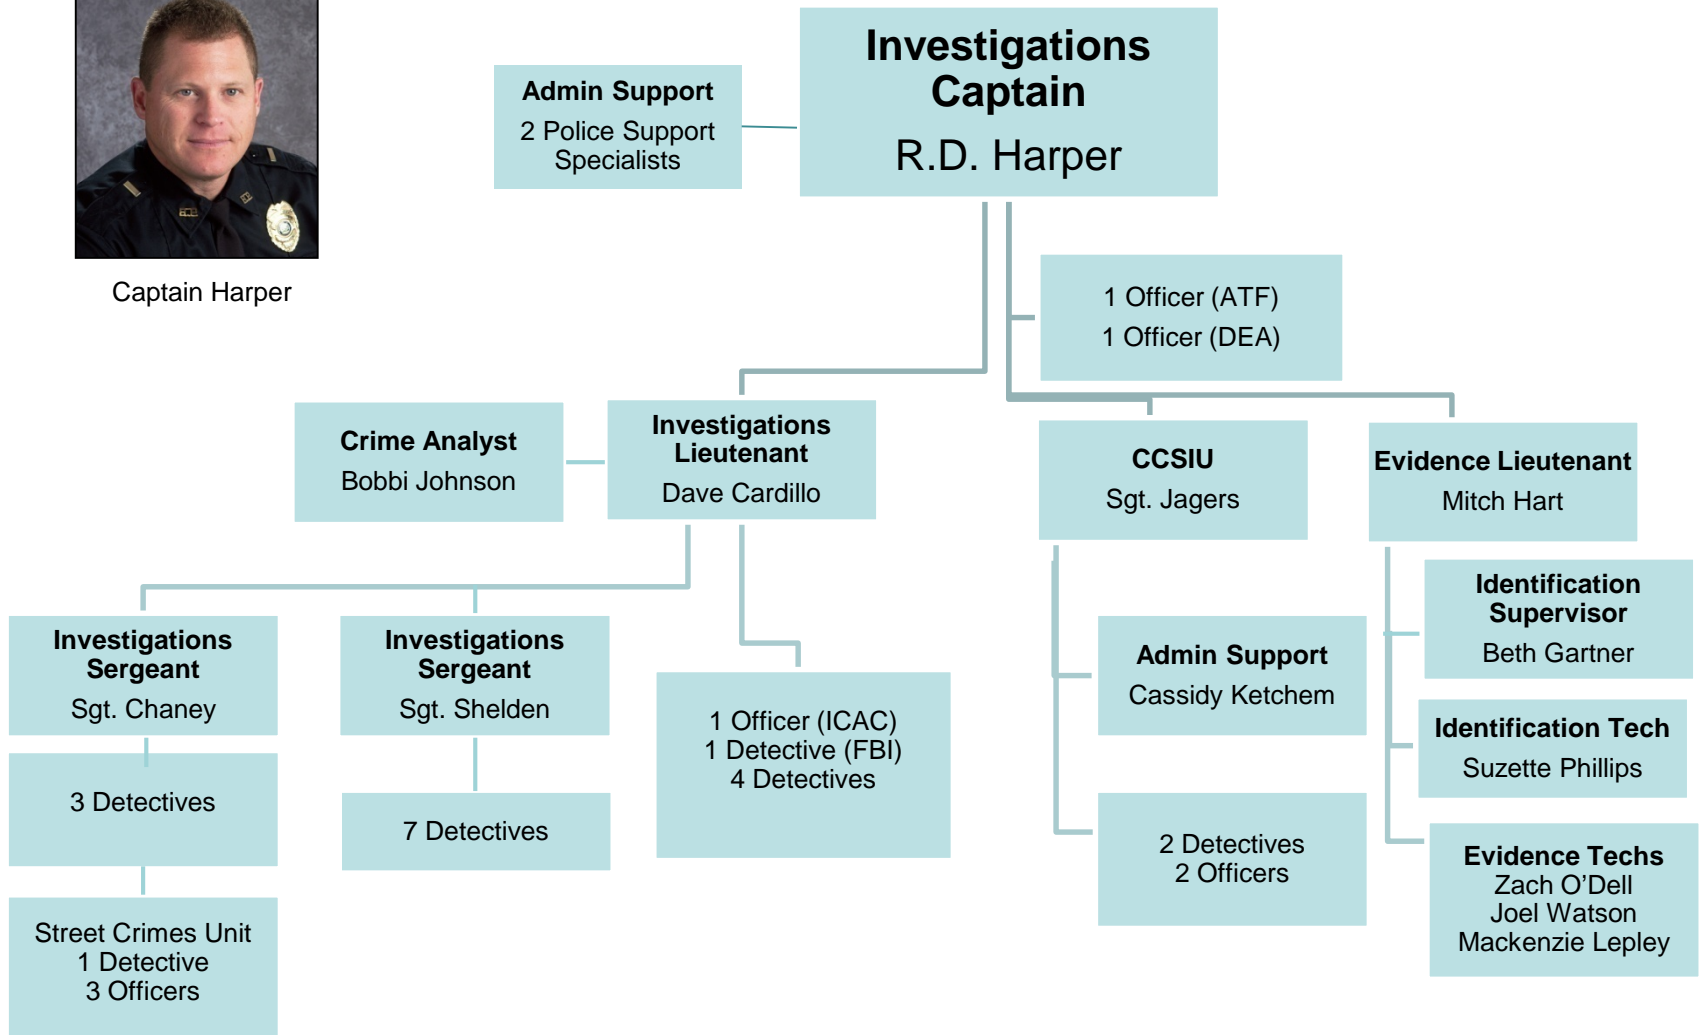 Captain Harper
Admin Support
2 Police Support
Specialists
Investigations
Captain
R.D. Harper
1 Officer (ATF)
1 Officer (DEA)
Crime Analyst
Bobbi Johnson
Investigations
Lieutenant
Dave Cardillo
CCSIU
Sgt. Jagers
Evidence Lieutenant
Mitch Hart
Investigations
Sergeant
Sgt. Chaney
3 Detectives
Street Crimes Unit
1 Detective
3 Officers
Investigations
Sergeant
Sgt. Shelden
7 Detectives
1 Officer (ICAC)
1 Detective (FBI)
4 Detectives
Admin Support
Cassidy Ketchem
2 Detectives
2 Officers
Identification
Supervisor
Beth Gartner
Identification Tech
Suzette Phillips
Evidence Techs
Zach O’Dell
Joel Watson
Mackenzie Lepley